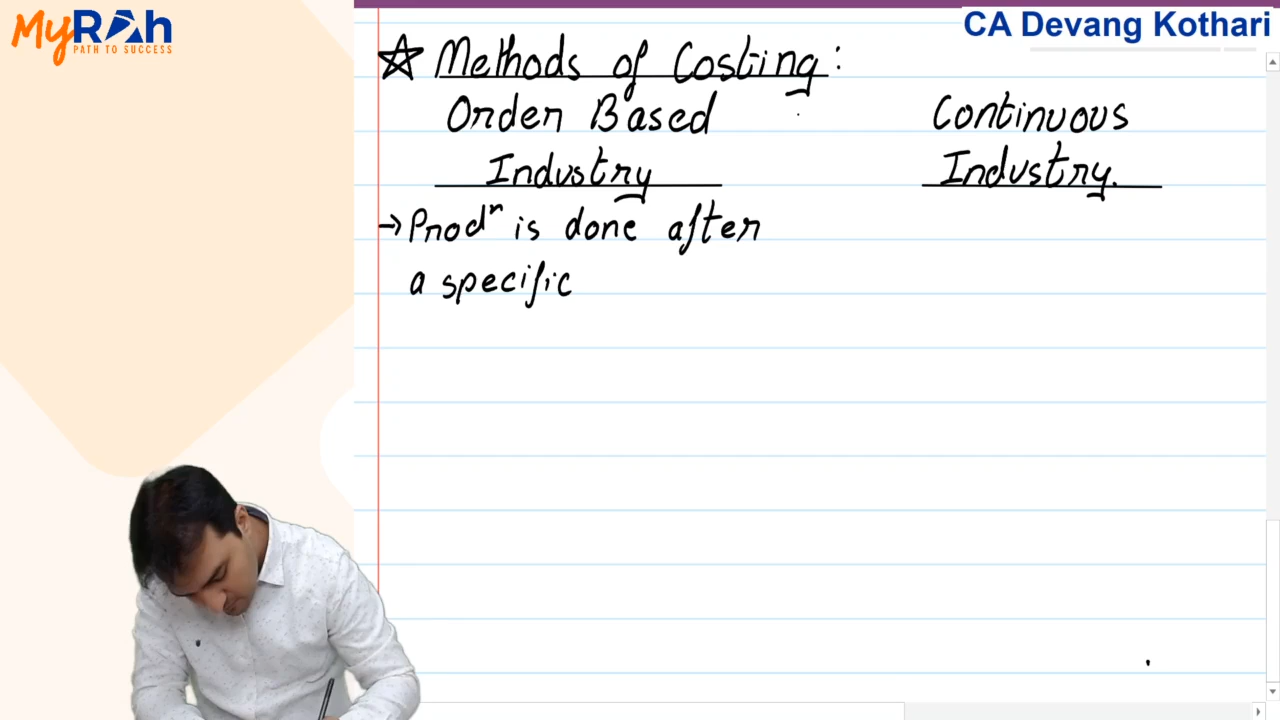 MyRAh
PATH TO SUCCESS
CA Devang Kothari
☆ Methods of Costing :
Order Based
Industry
Continuous
Industry.
→ Prodⁿ is done after
a specific